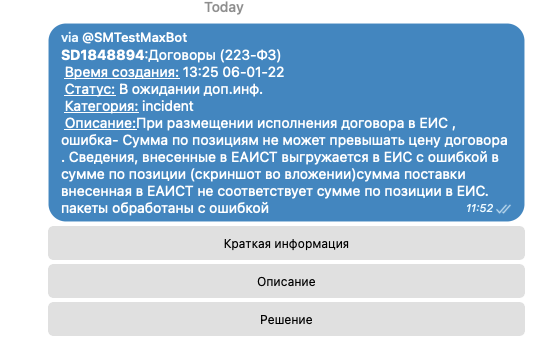 Today
via @SMTestMaxBot
SD1848894:Договоры (223-ФЗ)
Время создания: 13:25 06-01-22
Статус: В ожидании доп.инф.
Категория: incident
Описание:При размещении исполнения договора в ЕИС ,
ошибка- Сумма по позициям не может превышать цену договора
. Сведения, внесенные в ЕАИСТ выгружается в ЕИС с ошибкой в
сумме по позиции (скриншот во вложении)сумма поставки
внесенная в ЕАИСТ не соответствует сумме по позиции в ЕИС.
пакеты обработаны с ошибкой
11:52
Краткая информация
Описание
Решение